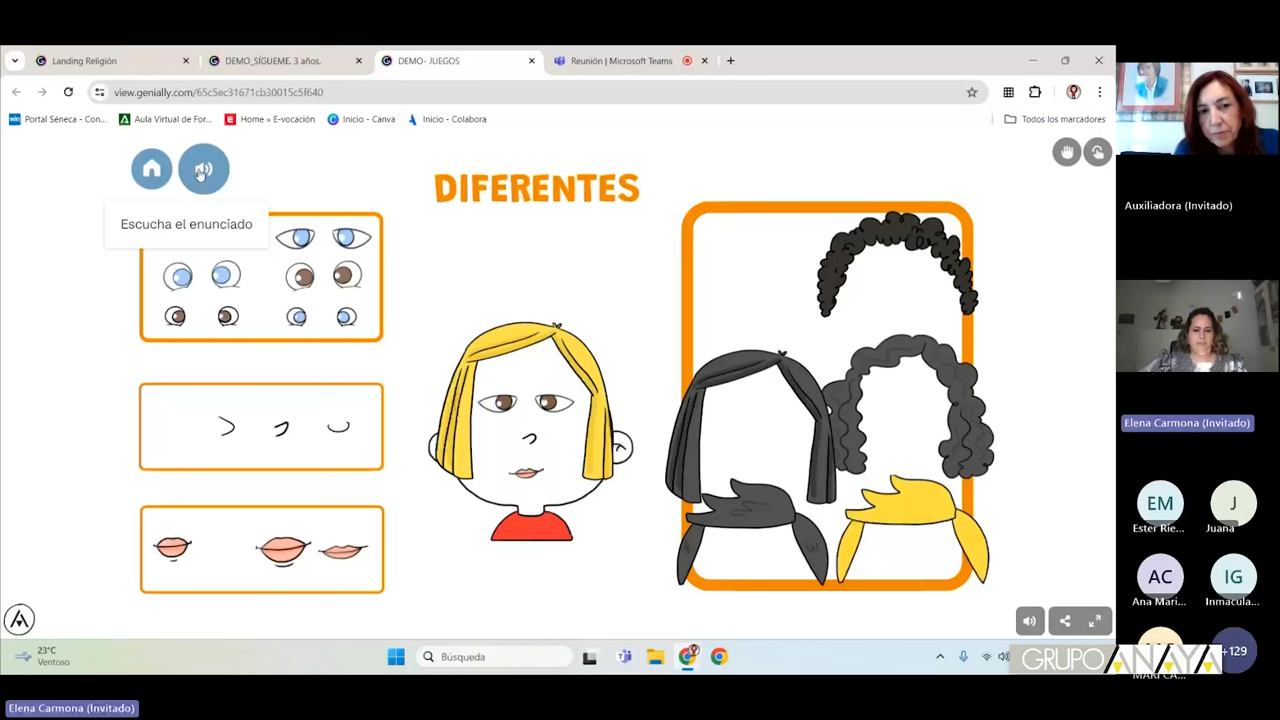 Landing Religión
DEMO_SÍGUEME. 3 años.
DEMO- JUEGOS
Reunión | Microsoft Teams
view.genially.com/65c5ec31671cb30015c5f640
Portal Séneca - Con...
Aula Virtual de For...
Home » E-vocación
Inicio - Canva
Inicio - Colabora
Todos los marcadores
DIFERENTES
Escucha el enunciado
Auxiliadora (Invitado)
Elena Carmona (Invitado)
EM
J
Ester Rie...
Juana
AC
IG
Ana Mari...
Inmacula...
+129
23°C
Ventoso
Búsqueda
GRUPO ANAYA
Elena Carmona (Invitado)